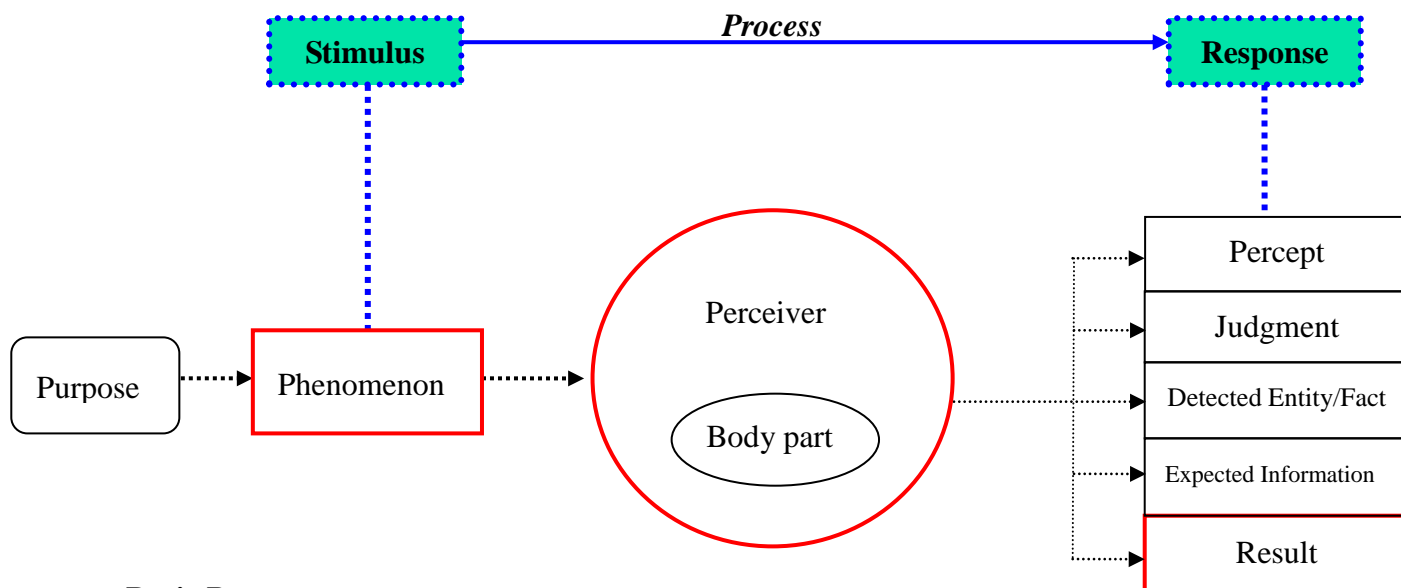 Process
Stimulus
Response
Percept
Perceiver
Judgment
Purpose
Phenomenon
Detected Entity/Fact
Body part
Expected Information
Result